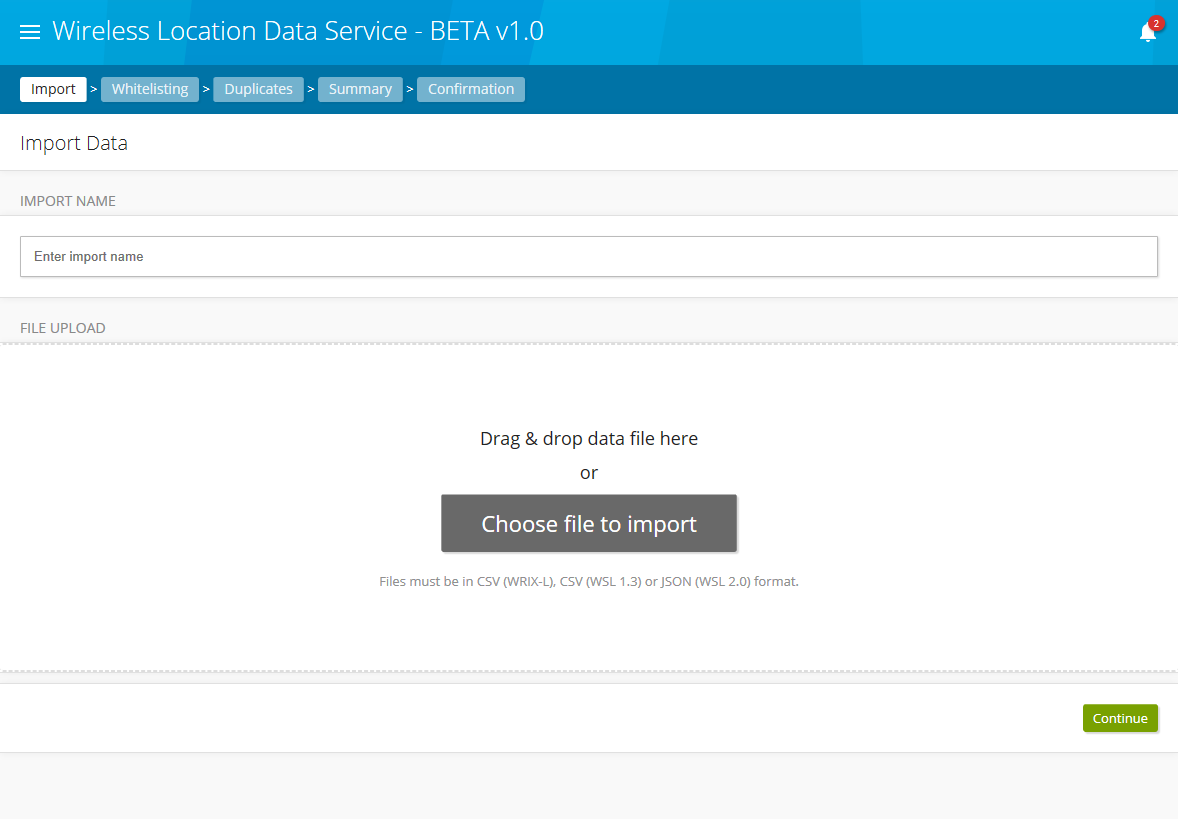 Wireless Location Data Service - BETA v1.0
2
Import > Whitelisting > Duplicates > Summary > Confirmation
Import Data
IMPORT NAME
Enter import name
FILE UPLOAD
Drag & drop data file here
or
Choose file to import
Files must be in CSV (WRIX-L), CSV (WSL 1.3) or JSON (WSL 2.0) format.
Continue